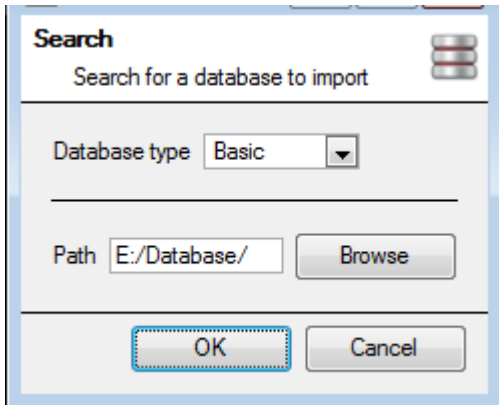 Search
Search for a database to import
Database type Basic
Path E:/Database/ Browse
OK Cancel